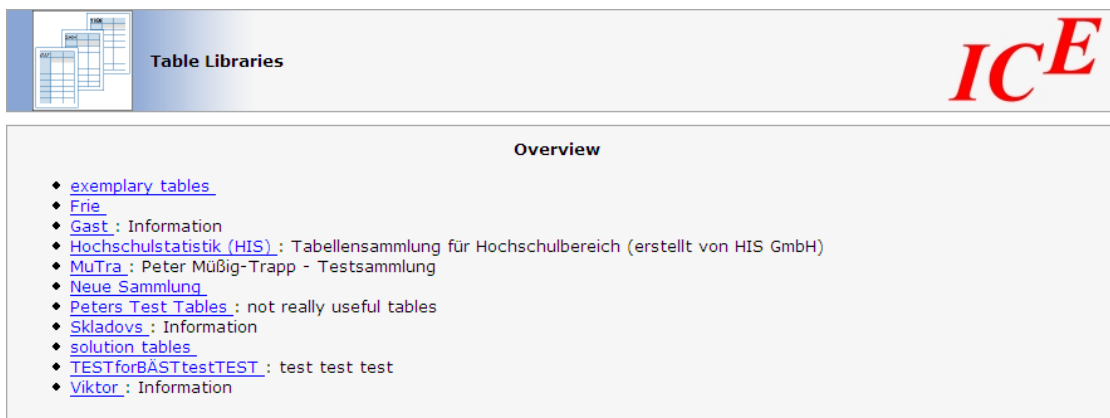 Table Libraries
ICE
Overview
exemplary tables
Frie
Gast : Information
Hochschulstatistik (HIS) : Tabellensammlung für Hochschulbereich (erstellt von HIS GmbH)
MuTra : Peter Müßig-Trapp - Testsammlung
Neue Sammlung
Peters Test Tables : not really useful tables
Skladovs : Information
solution tables
TESTforBÄSTtestTEST : test test test
Viktor : Information